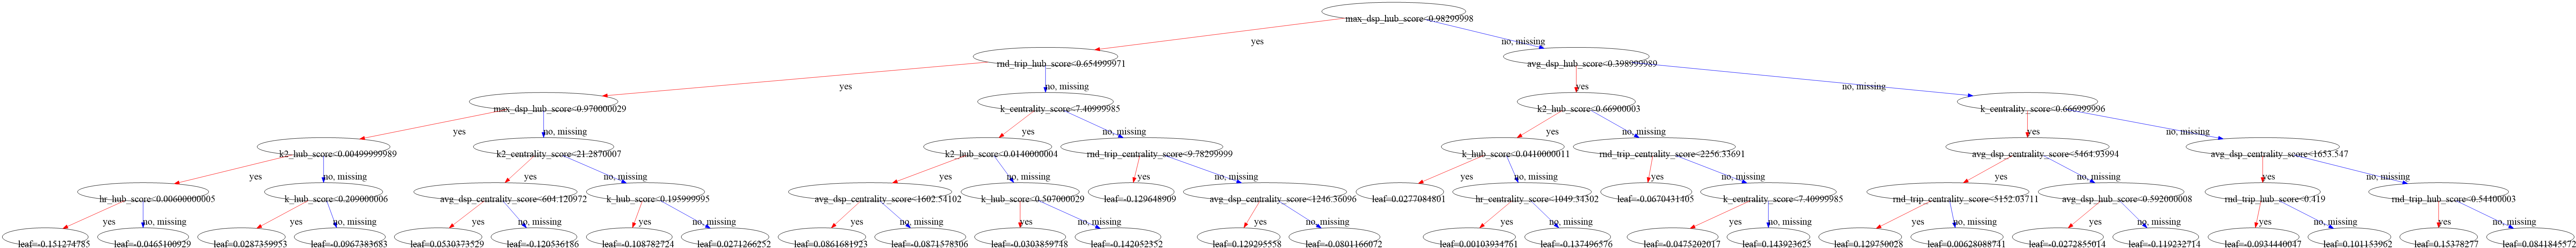 max_dsp_hub_score<0.98299998
yes
no, missing
rnd_trip_hub_score<0.654999971
avg_dsp_hub_score<0.398999989
yes
no, missing
yes
no, missing
max_dsp_hub_score<0.970000029
k_centrality_score<7.40999985
k2_hub_score<0.66900003
k_centrality_score<0.666999996
yes
no, missing
yes
no, missing
yes
no, missing
yes
no, missing
k2_hub_score<0.00499999989
k2_centrality_score<21.2870007
k2_hub_score<0.0140000004
rnd_trip_centrality_score<9.78299999
k_hub_score<0.0410000011
rnd_trip_centrality_score<2256.33691
avg_dsp_centrality_score<5464.93994
avg_dsp_centrality_score<1653.547
yes
no, missing
yes
no, missing
yes
no, missing
yes
no, missing
yes
no, missing
yes
no, missing
yes
no, missing
yes
no, missing
hr_hub_score<0.00600000005
k_hub_score<0.209000006
avg_dsp_centrality_score<604.120972
k_hub_score<0.195999995
avg_dsp_centrality_score<1602.54102
k_hub_score<0.507000029
leaf=-0.129648909
avg_dsp_centrality_score<1246.36096
leaf=0.0277084801
hr_centrality_score<1049.34302
leaf=-0.0670431405
k_centrality_score<7.40999985
rnd_trip_centrality_score<5152.03711
avg_dsp_hub_score<0.592000008
rnd_trip_hub_score<0.419
rnd_trip_hub_score<0.54400003
yes
no, missing
yes
no, missing
yes
no, missing
yes
no, missing
yes
no, missing
yes
no, missing
yes
no, missing
yes
no, missing
yes
no, missing
yes
no, missing
yes
no, missing
yes
no, missing
yes
no, missing
leaf=-0.151274785
leaf=-0.0465100929
leaf=0.0287359953
leaf=-0.0967383683
leaf=0.0530373529
leaf=-0.120536186
leaf=-0.108782724
leaf=0.0271266252
leaf=0.0861681923
leaf=-0.0871578306
leaf=-0.0303859748
leaf=-0.142052352
leaf=0.129295558
leaf=-0.0801166072
leaf=0.00103934761
leaf=-0.137496576
leaf=-0.0475202017
leaf=0.143923625
leaf=0.129750028
leaf=0.00628088741
leaf=-0.0272855014
leaf=-0.119232714
leaf=-0.0934440047
leaf=0.101153962
leaf=0.15378277